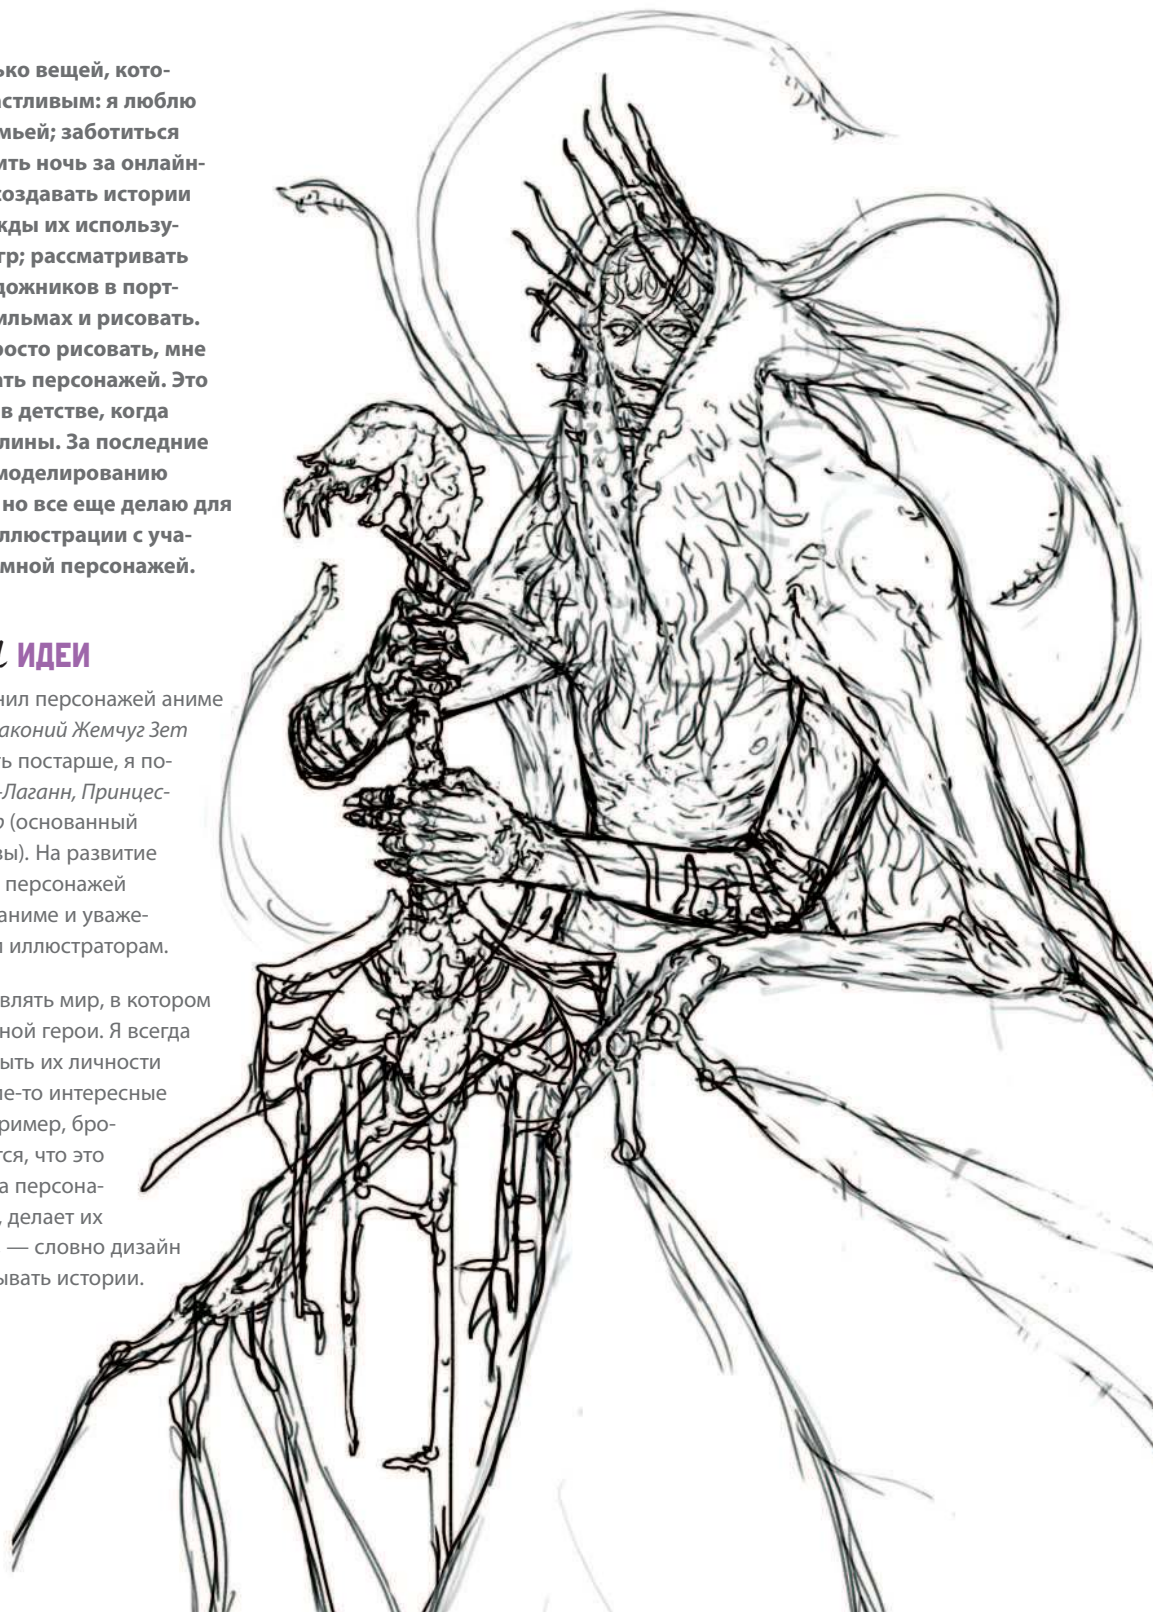 ько вещей, кото-
астливым: я люблю
мьей; заботиться
ить ночь за онлайн-
создавать истории
жды их использу-
гр; рассматривать
дожников в порт-
ильмах и рисовать.
росто рисовать, мне
ать персонажей. Это
в детстве, когда
лины. За последние
моделированию
но все еще делаю для
ллюстрации с уча-
мной персонажей.
ИДЕИ
нил персонажей аниме
аконий Жемчуг Зет
ть постарше, я по-
-Лаганн, Принцес-
р (основанный
вы). На развитие
персонажей
аниме и уваже-
и иллюстраторам.
влять мир, в котором
ной герои. Я всегда
ыть их личности
ие-то интересные
ример, бро-
тся, что это
а персона-
, делает их
— словно дизайн
ывать истории.